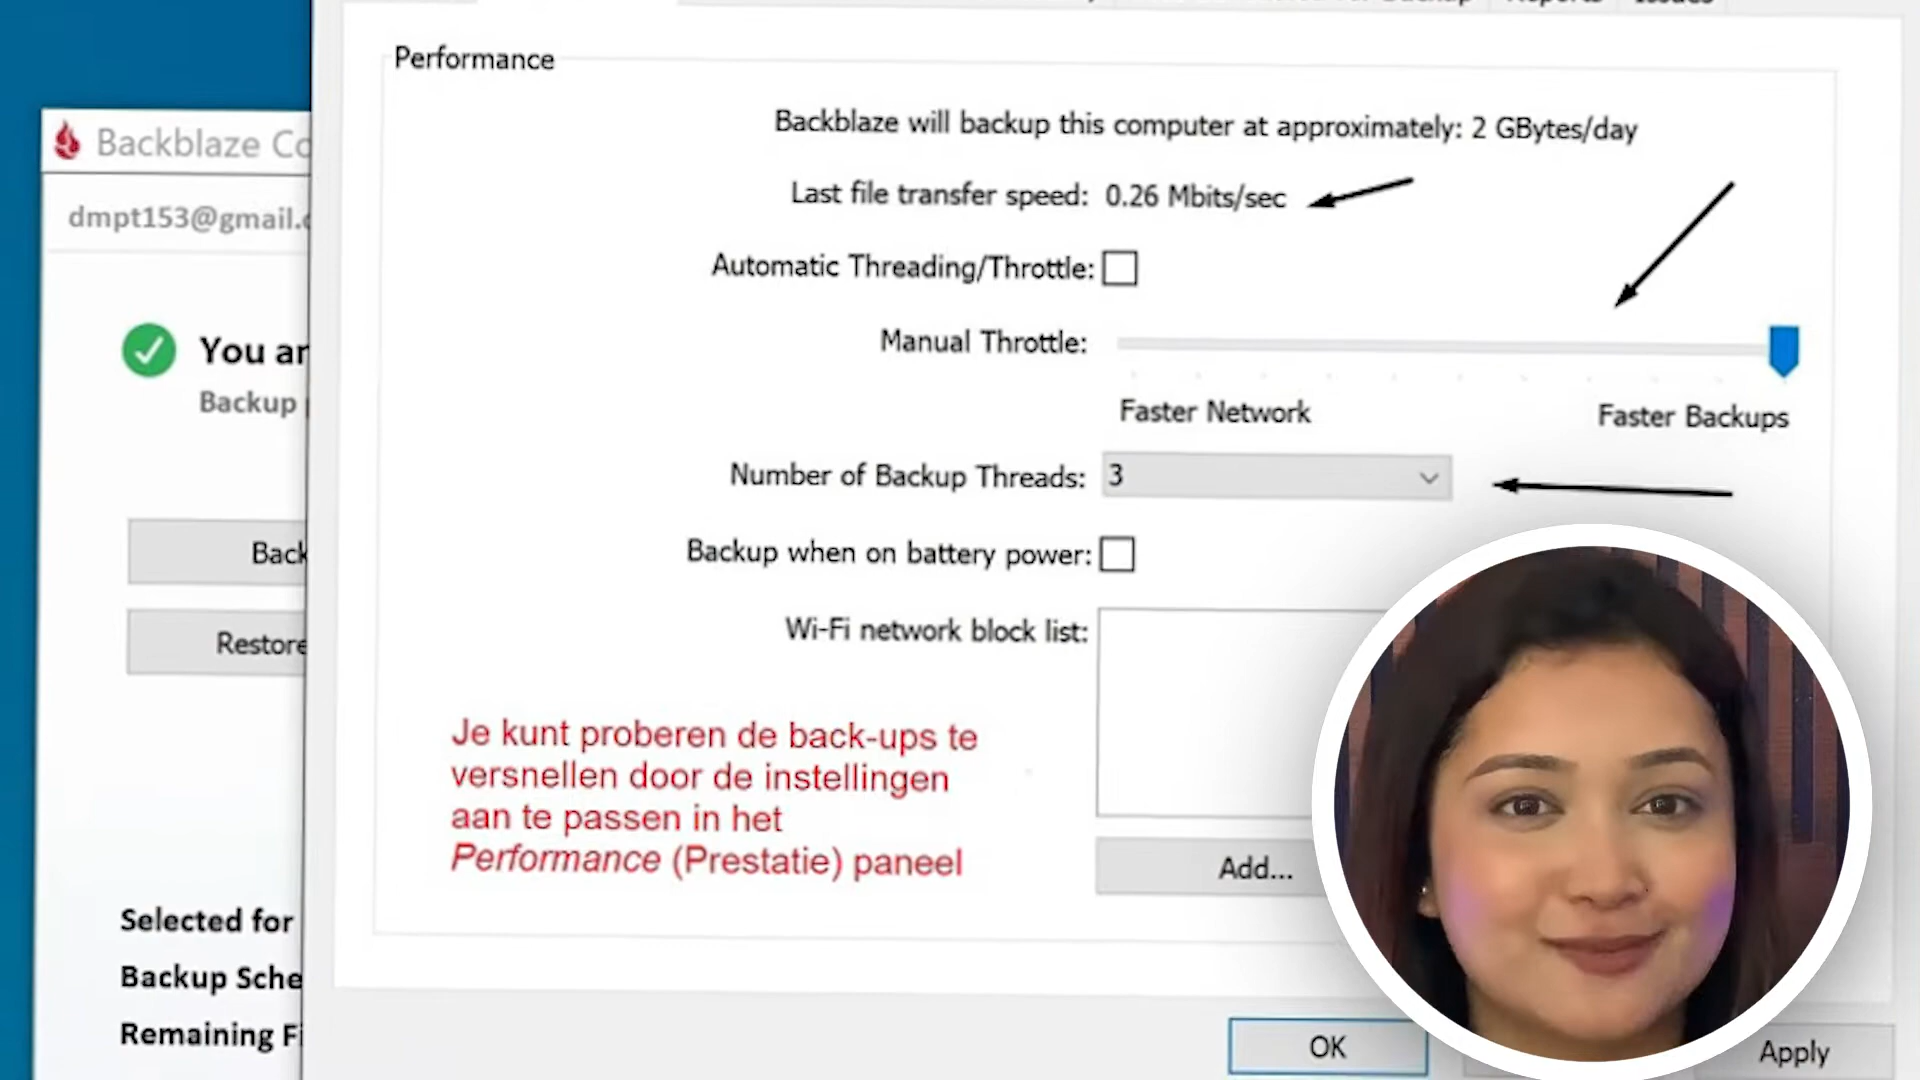 Performance
Backblaze will backup this computer at approximately: 2 GBytes/day
Last file transfer speed: 0.26 Mbits/sec
Automatic Threading/Throttle:
Manual Throttle:
Faster Network
Faster Backups
Number of Backup Threads: 3
Backup when on battery power:
Wi-Fi network block list:
Je kunt proberen de back-ups te
versnellen door de instellingen
aan te passen in het
Performance (Prestatie) paneel
Add...
OK
Apply
Backblaze Co
dmpt153@gmail.c
You ar
Backup
Back
Restore
Selected for
Backup Sche
Remaining Fi